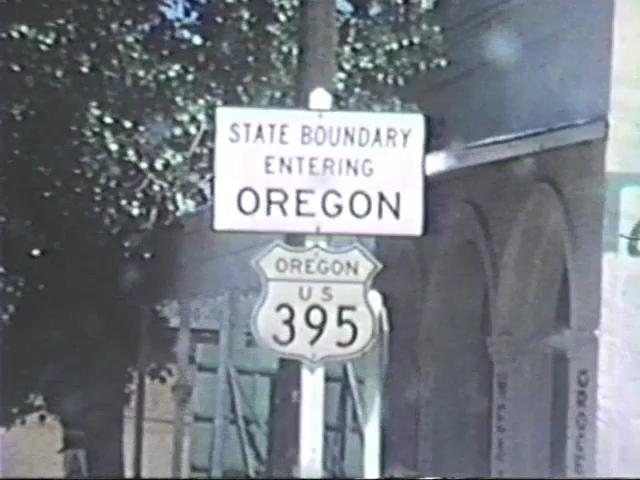 STATE BOUNDARY
ENTERING
OREGON
OREGON
US
395